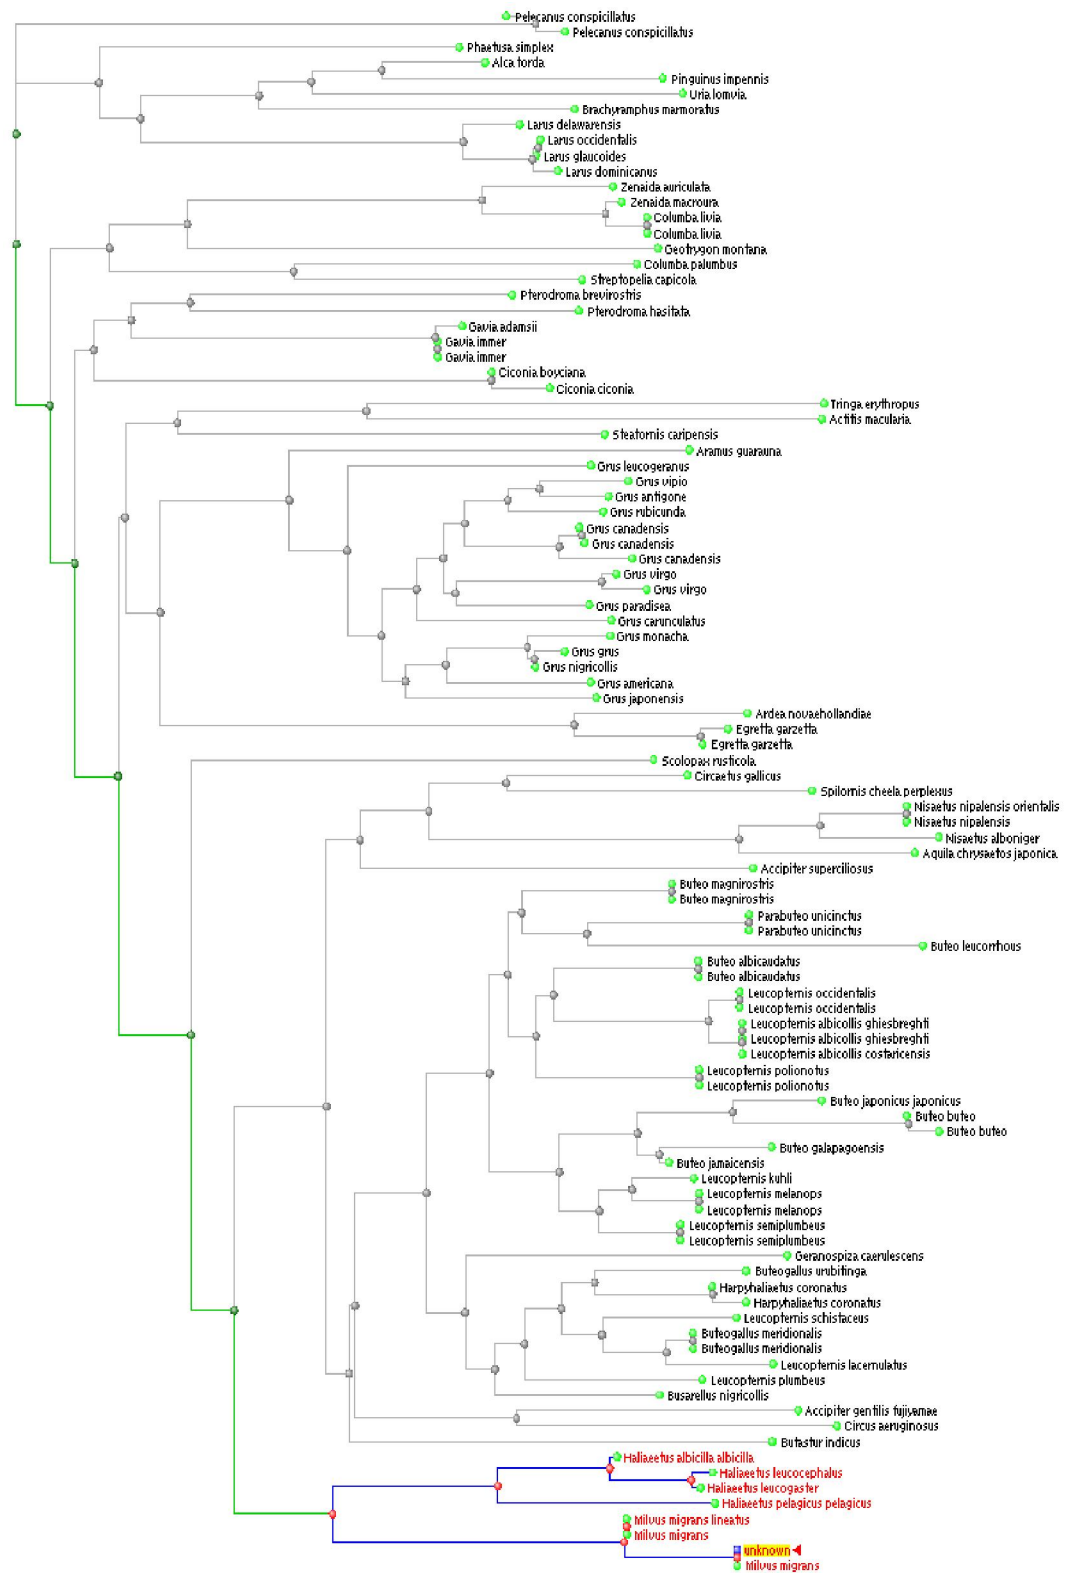 Pelecanus conspicillatus
Pelecanus conspicillatus
Phaetusa simplex
Alca torda
Pinguinus impennis
Uria lomvia
Brachyramphus marmoratus
Larus delawarensis
Larus occidentalis
Larus glaucoides
Larus dominicanus
Zenaida auriculata
Zenaida macroura
Columba livia
Columba livia
Geotrygon montana
Columba palumbus
Streptopelia capicola
Pterodroma brevirostris
Pterodroma hasitata
Gavia adamsii
Gavia immer
Gavia immer
Ciconia boyciana
Ciconia ciconia
Tringa erythropus
Actitis macularia
Steatornis caripensis
Aramus guarauna
Grus leucogeranus
Grus vipio
Grus antigone
Grus rubicunda
Grus canadensis
Grus canadensis
Grus canadensis
Grus virgo
Grus virgo
Grus paradisea
Grus carunculatus
Grus monacha
Grus grus
Grus nigricollis
Grus americana
Grus japonensis
Ardea novaehollandiae
Egretta garzetta
Egretta garzetta
Scolopax rusticola
Circaetus gallicus
Spilornis cheela perplexus
Nisaetus nipalensis orientalis
Nisaetus nipalensis
Nisaetus alboniger
Aquila chrysaetos japonica
Accipiter superciliosus
Buteo magnirostris
Buteo magnirostris
Parabuteo unicinctus
Parabuteo unicinctus
Buteo leucorrhous
Buteo albicaudatus
Buteo albicaudatus
Leucopternis occidentalis
Leucopternis occidentalis
Leucopternis albicollis ghiesbreghti
Leucopternis albicollis ghiesbreghti
Leucopternis albicollis costaricensis
Leucopternis polionotus
Leucopternis polionotus
Buteo japonicus japonicus
Buteo buteo
Buteo buteo
Buteo galapagoensis
Buteo jamaicensis
Leucopternis kuhli
Leucopternis melanops
Leucopternis melanops
Leucopternis semiplumbeus
Leucopternis semiplumbeus
Geranospiza caerulescens
Buteogallus urubitinga
Harpyhaliaetus coronatus
Harpyhaliaetus coronatus
Leucopternis schistaceus
Buteogallus meridionalis
Buteogallus meridionalis
Leucopternis lacernulatus
Leucopternis plumbeus
Busarellus nigricollis
Accipiter gentilis fujiyamae
Circus aeruginosus
Butastur indicus
Haliaeetus albicilla albicilla
Haliaeetus leucocephalus
Haliaeetus leucogaster
Haliaeetus pelagicus pelagicus
Milvus migrans lineatus
Milvus migrans
unknown
Milvus migrans